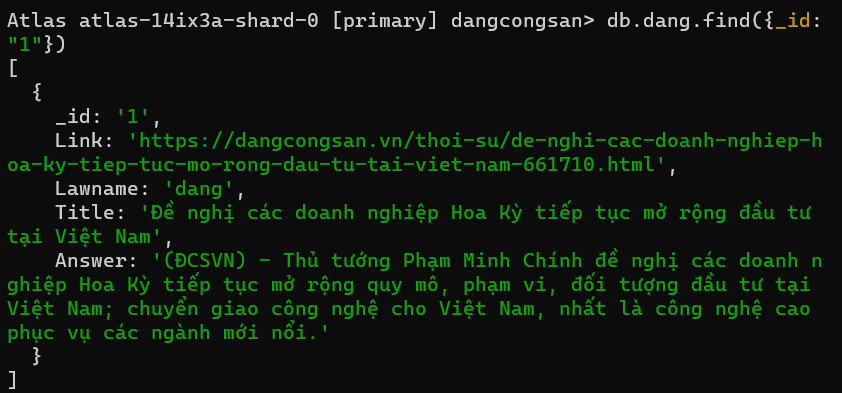 Atlas atlas-14ix3a-shard-0 [primary] dangcongsan> db.dang.find({_id:
"1"})
[
  {
    _id: '1',
    Link: 'https://dangcongsan.vn/thoi-su/de-nghi-cac-doanh-nghiep-h
oa-ky-tiep-tuc-mo-rong-dau-tu-tai-viet-nam-661710.html',
    Lawname: 'dang',
    Title: 'Đề nghị các doanh nghiệp Hoa Kỳ tiếp tục mở rộng đầu tư
tại Việt Nam',
    Answer: '(ĐCSVN) - Thủ tướng Phạm Minh Chính đề nghị các doanh n
ghiệp Hoa Kỳ tiếp tục mở rộng quy mô, phạm vi, đối tượng đầu tư tại
Việt Nam; chuyển giao công nghệ cho Việt Nam, nhất là công nghệ cao
phục vụ các ngành mới nổi.'
  }
]